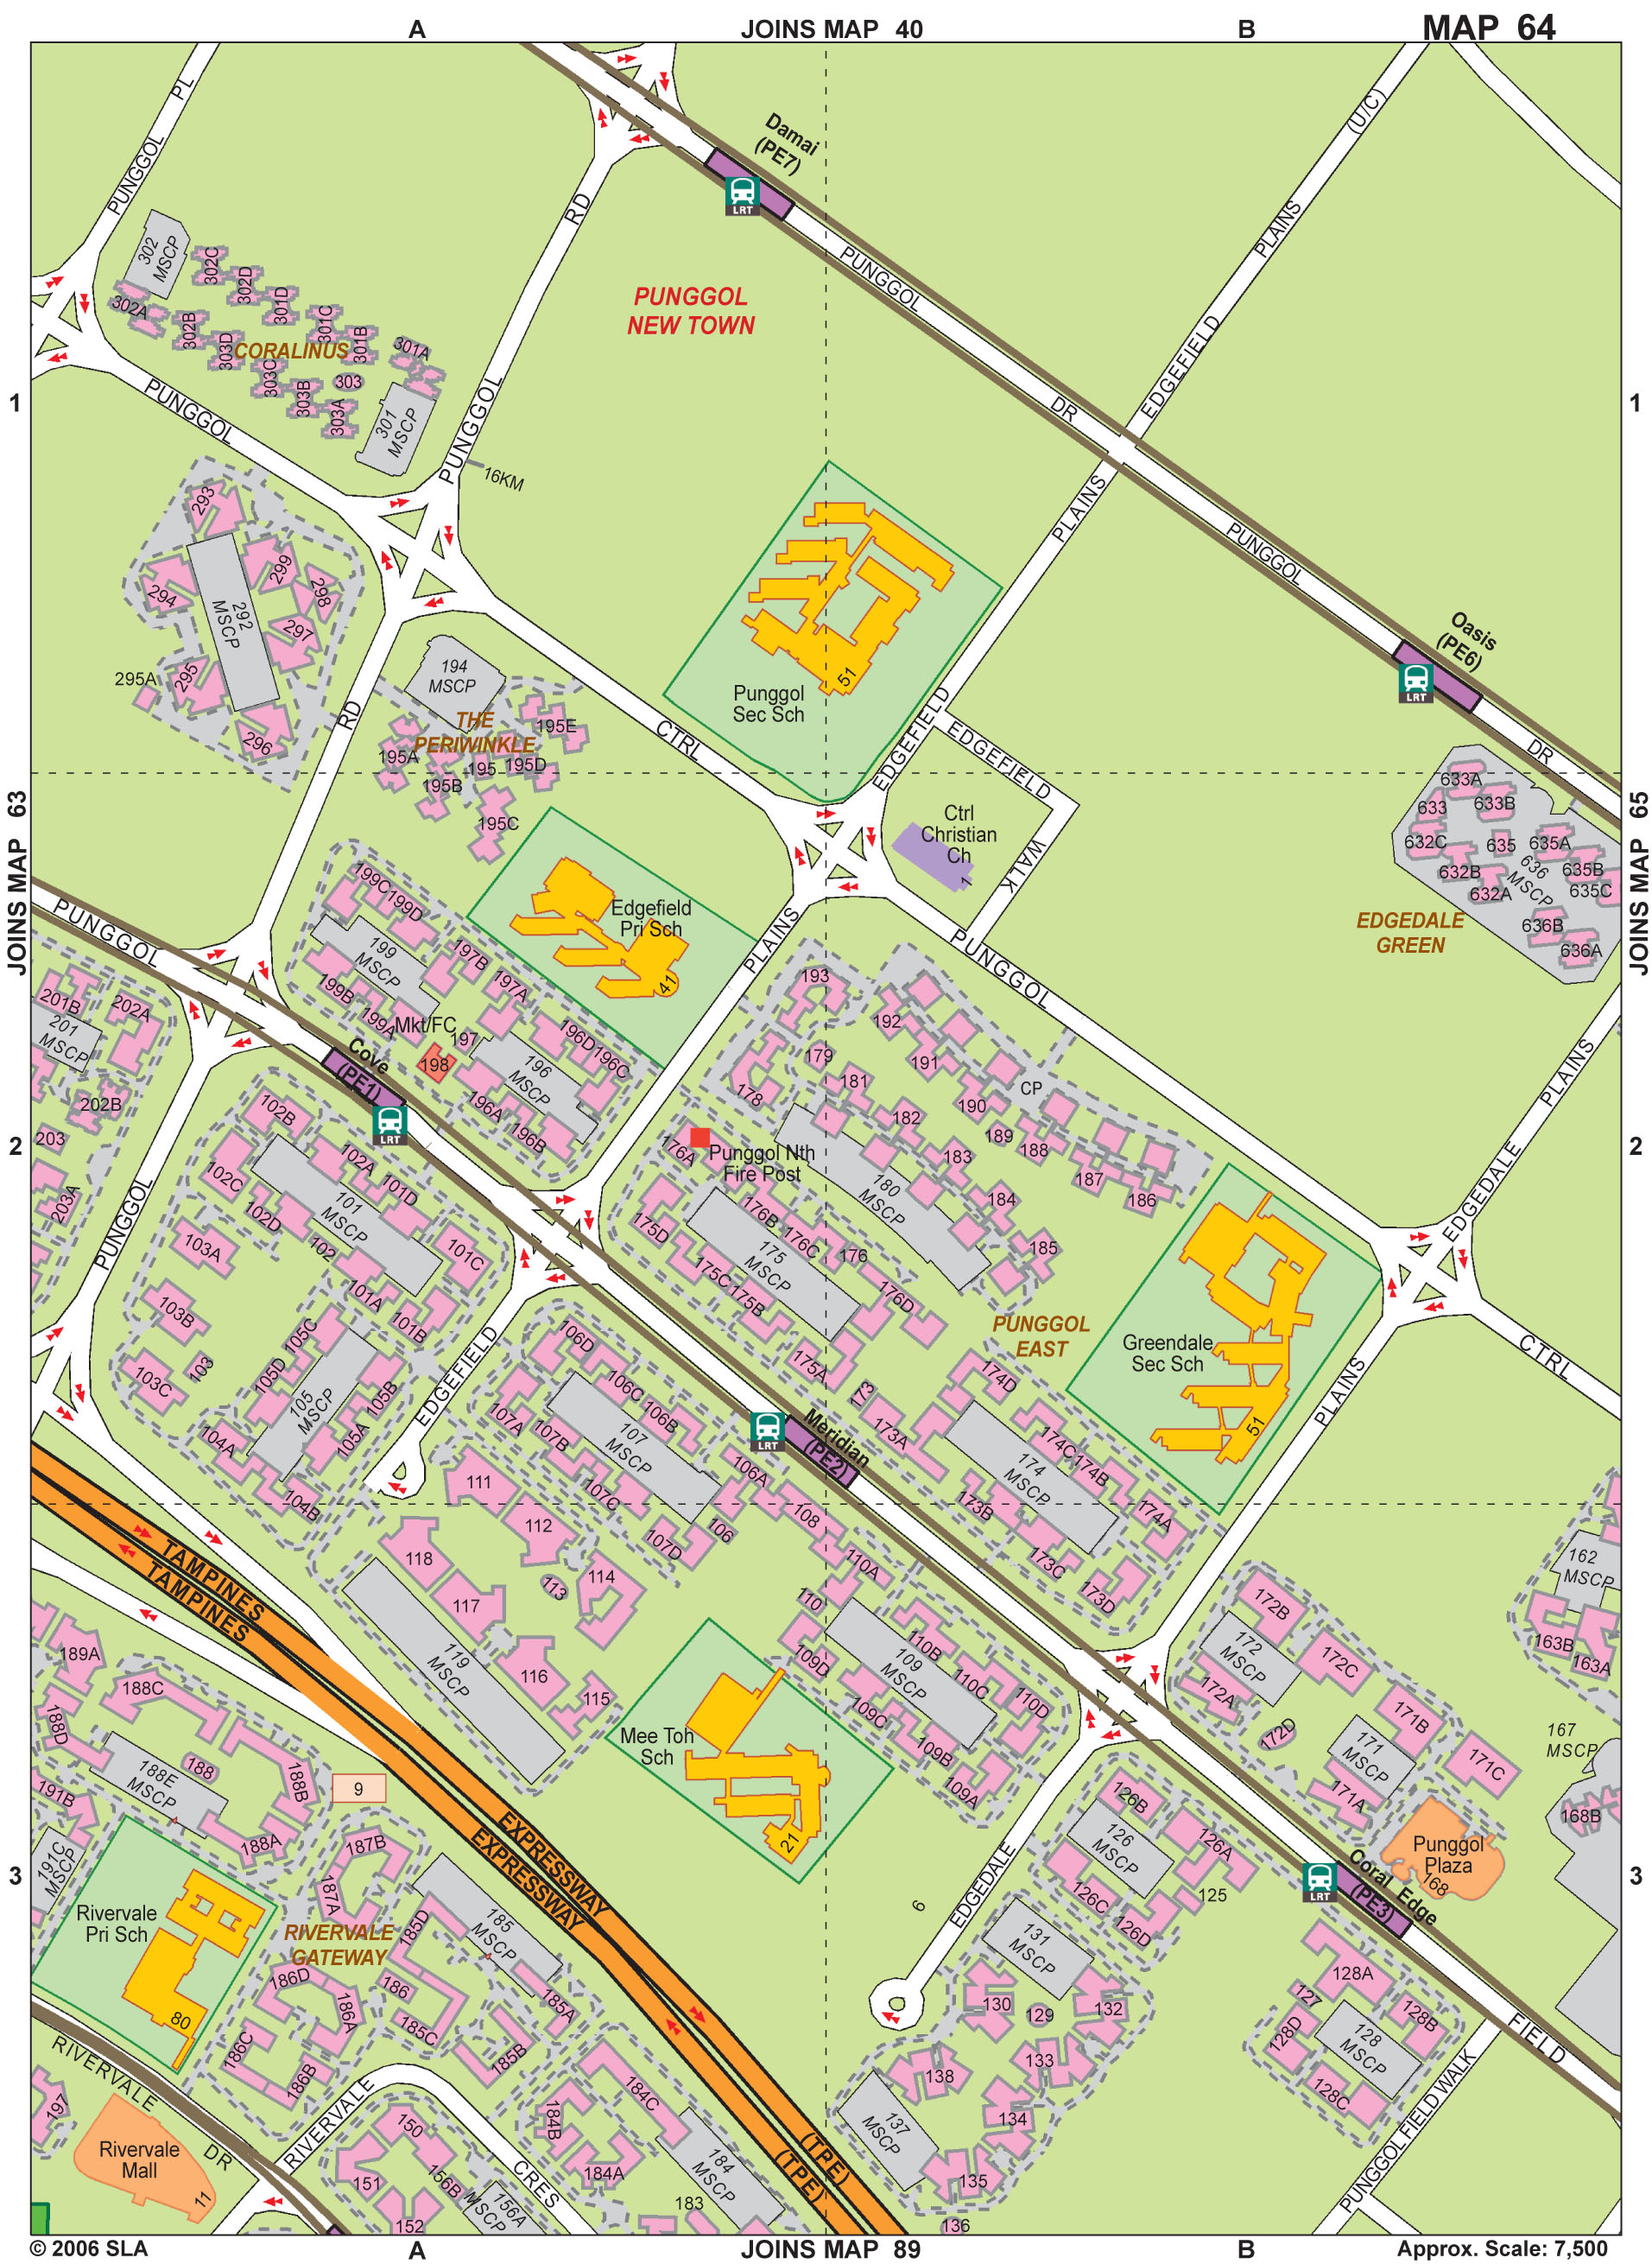 A
JOINS MAP 40
B
MAP 64
PUNGGOL
PL
Damai
(PE7)
LRT
(U/C)
PLAINS
EDGEFIELD
PUNGGOL
DR
RD
PUNGGOL
PUNGGOL
NEW TOWN
302
MSCP
302C
302D
301D
301C
301B
301A
302A
302B
303D
CORALINUS
303C
303
303B
303A
301
MSCP
1
1
PUNGGOL
16KM
PLAINS
PUNGGOL
293
299
294
298
292
MSCP
297
295A
295
296
RD
194
MSCP
THE
PERIWINKLE
195E
195A
195
195D
195B
195C
51
Punggol
Sec Sch
CTRL
EDGEFIELD
EDGEFIELD
WALK
Oasis
(PE6)
LRT
DR
Ctrl
Christian
Ch
1
633A
633
633B
632C
635
635A
632B
636
MSCP
635B
632A
635C
636B
636A
EDGEDALE
GREEN
JOINS MAP 63
JOINS MAP 65
PUNGGOL
199C
199D
199
MSCP
197B
199B
197A
199A
Mkt/FC
197
198
196D
196C
196
MSCP
196A
196B
Edgefield
Pri Sch
41
PLAINS
PUNGGOL
201B
202A
201
MSCP
202B
203
203A
Cove
(PE1)
LRT
193
192
179
191
178
181
CP
182
190
189
188
183
187
186
180
MSCP
184
185
176A
Punggol Nth
Fire Post
176B
176C
176
175D
175
MSCP
175C
175B
176D
175A
PLAINS
EDGEDALE
2
2
102B
102A
102C
101D
101
MSCP
102D
102
101C
103A
101A
101B
103B
105C
103
105D
103C
105
MSCP
105B
105A
104A
104B
PUNGGOL
EDGEFIELD
106D
106C
107A
106B
107B
107
MSCP
107C
106A
106
107D
108
PUNGGOL
EAST
Greendale
Sec Sch
51
CTRL
PLAINS
173
174D
173A
174C
174
MSCP
174B
173B
174A
173C
173D
Meridian
(PE2)
LRT
111
112
118
113
114
117
116
115
119
MSCP
110A
110
110B
109D
109
MSCP
110C
109C
110D
109B
109A
TAMPINES
TAMPINES
EXPRESSWAY
EXPRESSWAY
(TPE)
(TPE)
162
MSCP
163B
163A
172B
172
MSCP
172C
172A
172D
171B
171
MSCP
171C
171A
167
MSCP
168B
189A
188C
188D
188E
MSCP
188
188B
188A
191B
191C
MSCP
9
Mee Toh
Sch
21
126B
126
MSCP
126A
126C
125
126D
Punggol
Plaza
168
Coral Edge
(PE3)
LRT
3
3
Rivervale
Pri Sch
80
187B
187A
RIVERVALE
GATEWAY
185D
185
MSCP
186D
186
186A
185C
185A
186C
186B
185B
6
EDGEDALE
131
MSCP
130
129
132
133
138
134
137
MSCP
135
136
128A
127
128B
128D
128
MSCP
128C
FIELD
PUNGGOL FIELD WALK
RIVERVALE
DR
197
Rivervale
Mall
11
RIVERVALE
CRES
150
151
156B
156A
MSCP
152
184C
184B
184A
184
MSCP
183
© 2006 SLA
A
JOINS MAP 89
B
Approx. Scale: 7,500